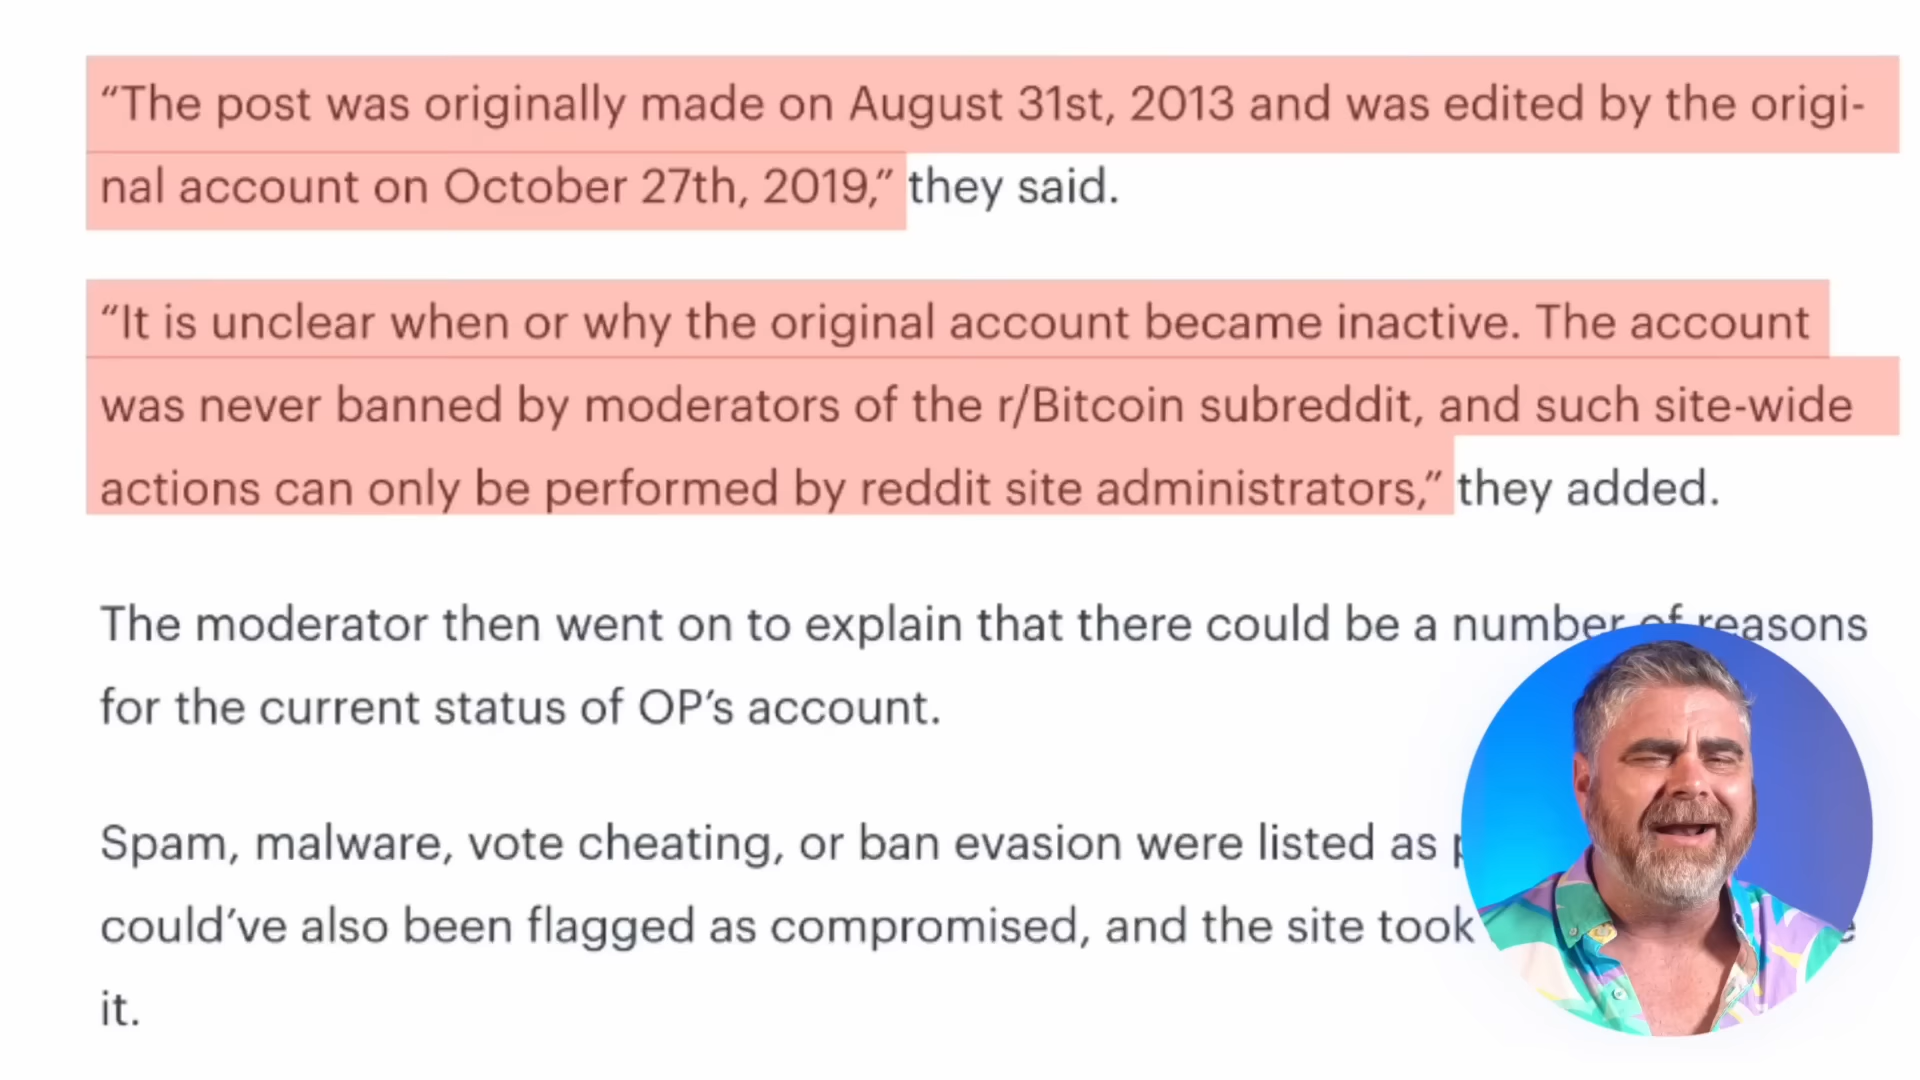 “The post was originally made on August 31st, 2013 and was edited by the origi-
nal account on October 27th, 2019,” they said.
“It is unclear when or why the original account became inactive. The account
was never banned by moderators of the r/Bitcoin subreddit, and such site-wide
actions can only be performed by reddit site administrators,” they added.
The moderator then went on to explain that there could be a number of reasons
for the current status of OP’s account.
Spam, malware, vote cheating, or ban evasion were listed as
could’ve also been flagged as compromised, and the site took
it.